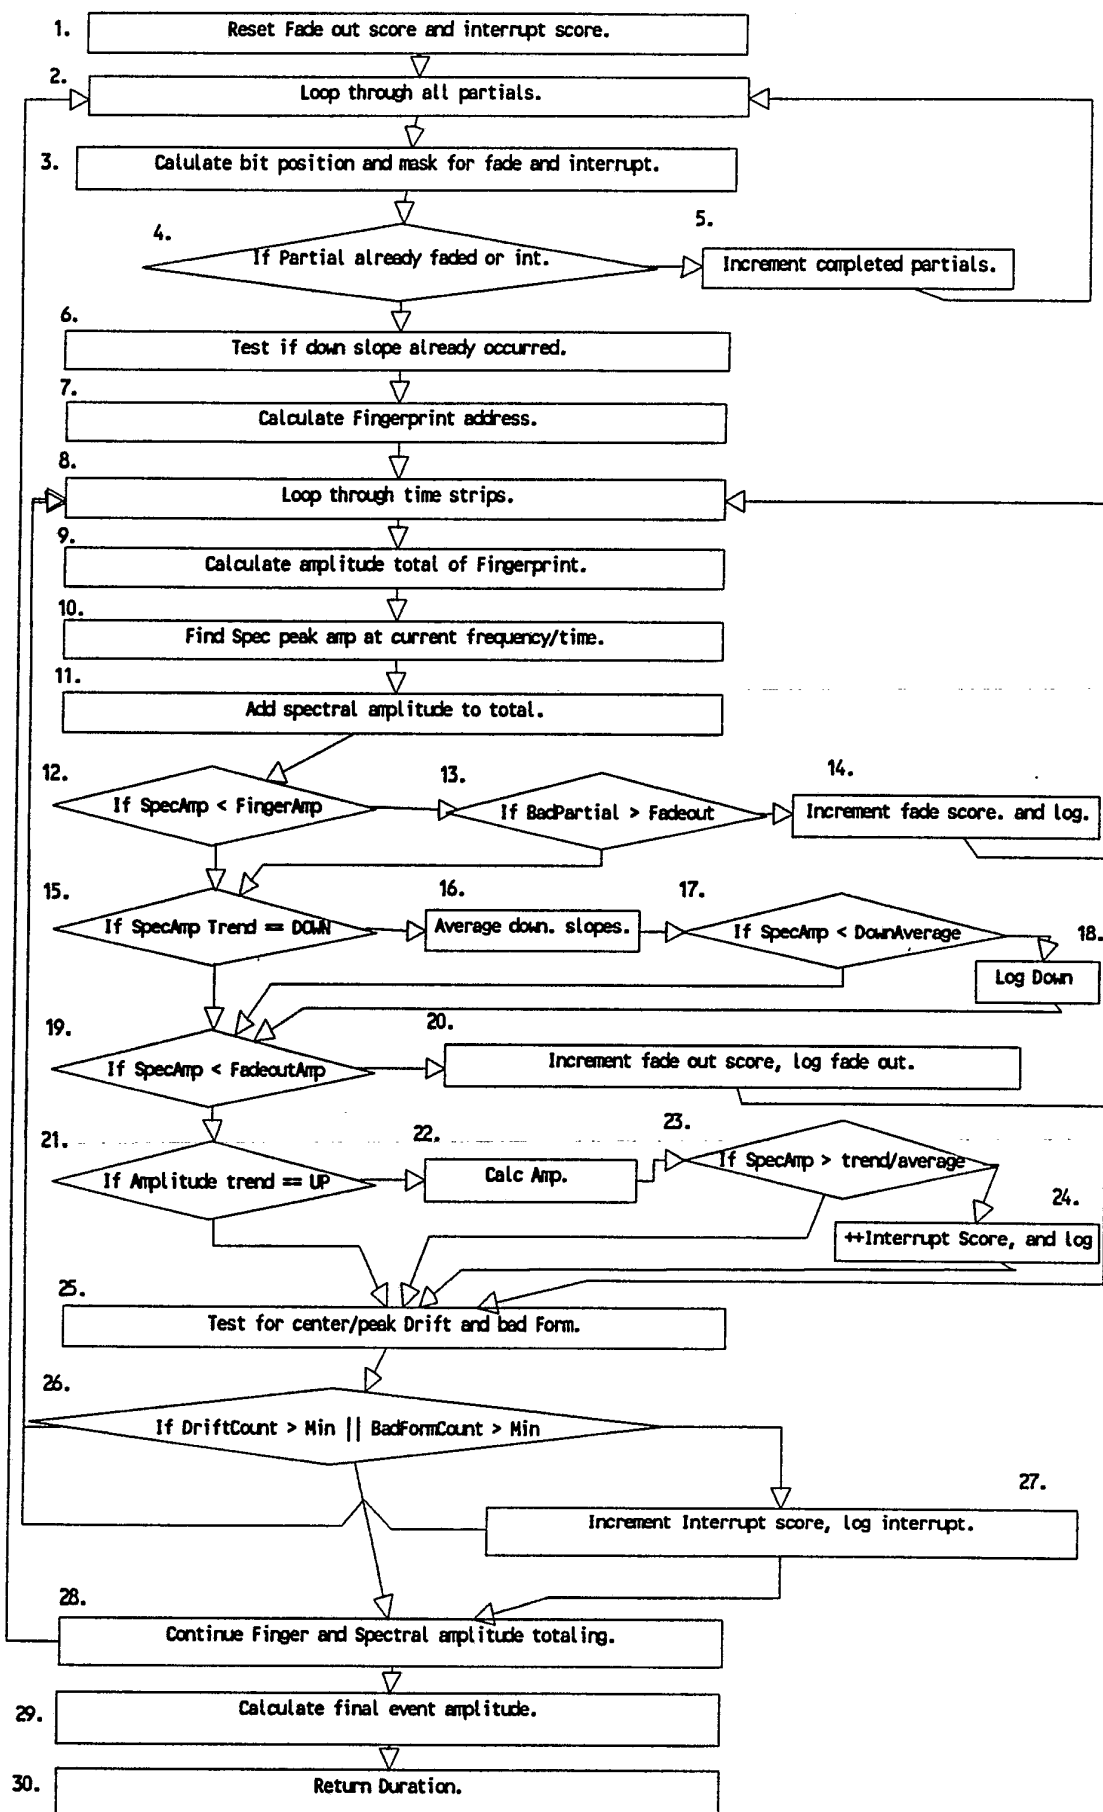 1. Reset Fade out score and interrupt score.
2. Loop through all partials.
3. Calulate bit position and mask for fade and interrupt.
4. If Partial already faded or int.
5. Increment completed partials.
6. Test if down slope already occurred.
7. Calculate Fingerprint address.
8. Loop through time strips.
9. Calculate amplitude total of Fingerprint.
10. Find Spec peak amp at current frequency/time.
11. Add spectral amplitude to total.
12. If SpecAmp < FingerAmp
13. If BadPartial > Fadeout
14. Increment fade score. and log.
15. If SpecAmp Trend == DOWN
16. Average down. slopes.
17. If SpecAmp < DownAverage
18. Log Down
19. If SpecAmp < FadeoutAmp
20. Increment fade out score, log fade out.
21. If Amplitude trend == UP
22. Calc Amp.
23. If SpecAmp > trend/average
24. ++Interrupt Score, and log
25. Test for center/peak Drift and bad Form.
26. If DriftCount > Min || BadFormCount > Min
27. Increment Interrupt score, log interrupt.
28. Continue Finger and Spectral amplitude totaling.
29. Calculate final event amplitude.
30. Return Duration.